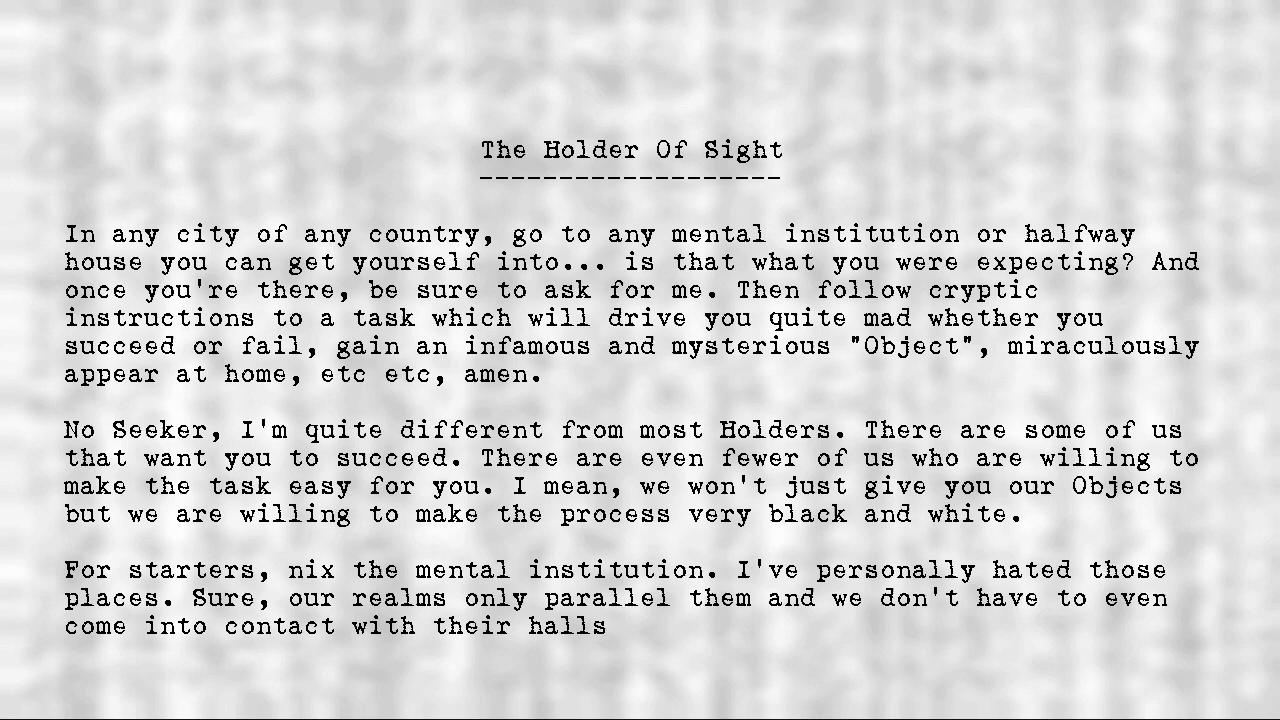 The Holder Of Sight
-------------------
In any city of any country, go to any mental institution or halfway
house you can get yourself into... is that what you were expecting? And
once you're there, be sure to ask for me. Then follow cryptic
instructions to a task which will drive you quite mad whether you
succeed or fail, gain an infamous and mysterious "Object", miraculously
appear at home, etc etc, amen.
No Seeker, I'm quite different from most Holders. There are some of us
that want you to succeed. There are even fewer of us who are willing to
make the task easy for you. I mean, we won't just give you our Objects
but we are willing to make the process very black and white.
For starters, nix the mental institution. I've personally hated those
places. Sure, our realms only parallel them and we don't have to even
come into contact with their halls